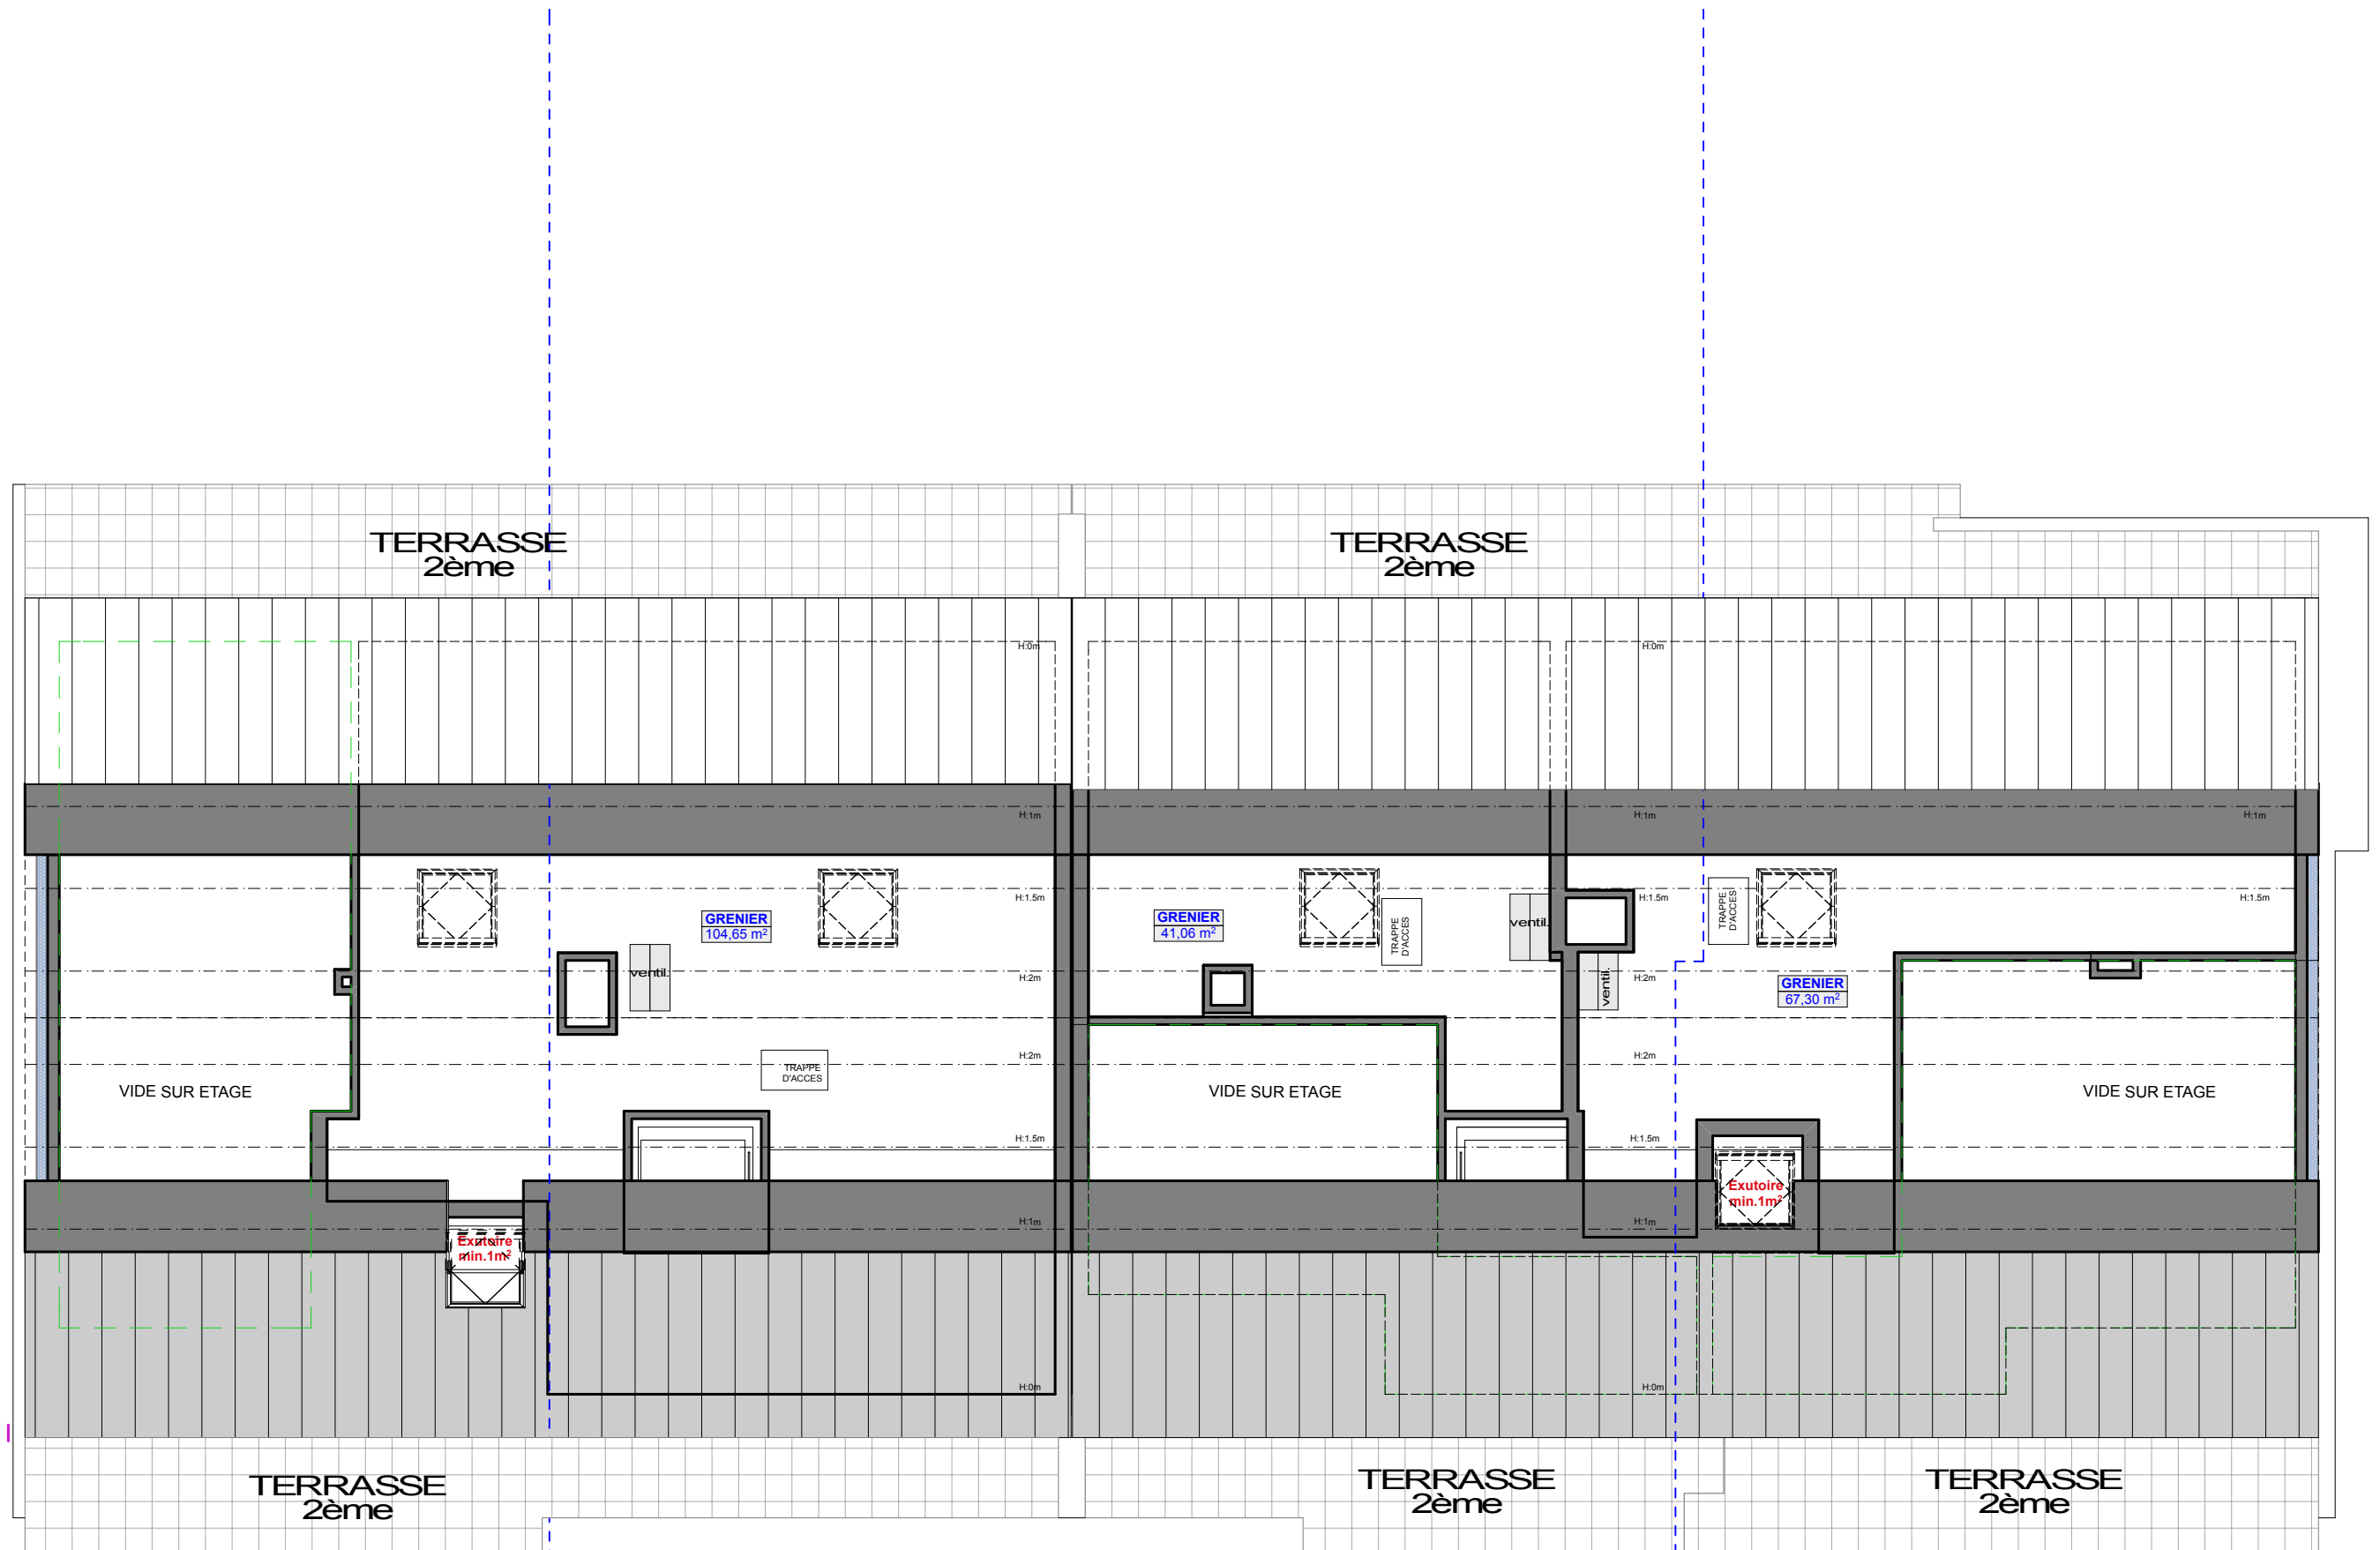 TERRASSE
2ème
TERRASSE
2ème
H:0m
H:0m
H:1m
H:1m
H:1m
H:1.5m
H:1.5m
H:1.5m
GRENIER
104,65 m²
GRENIER
41,06 m²
TRAPPE
D'ACCES
ventil.
TRAPPE
D'ACCES
ventil.
H:2m
H:2m
ventil.
GRENIER
67,30 m²
H:2m
H:2m
TRAPPE
D'ACCES
VIDE SUR ETAGE
VIDE SUR ETAGE
VIDE SUR ETAGE
H:1.5m
H:1.5m
Exutoire
min.1m²
H:1m
H:1m
Exutoire
min.1m²
H:0m
H:0m
TERRASSE
2ème
TERRASSE
2ème
TERRASSE
2ème